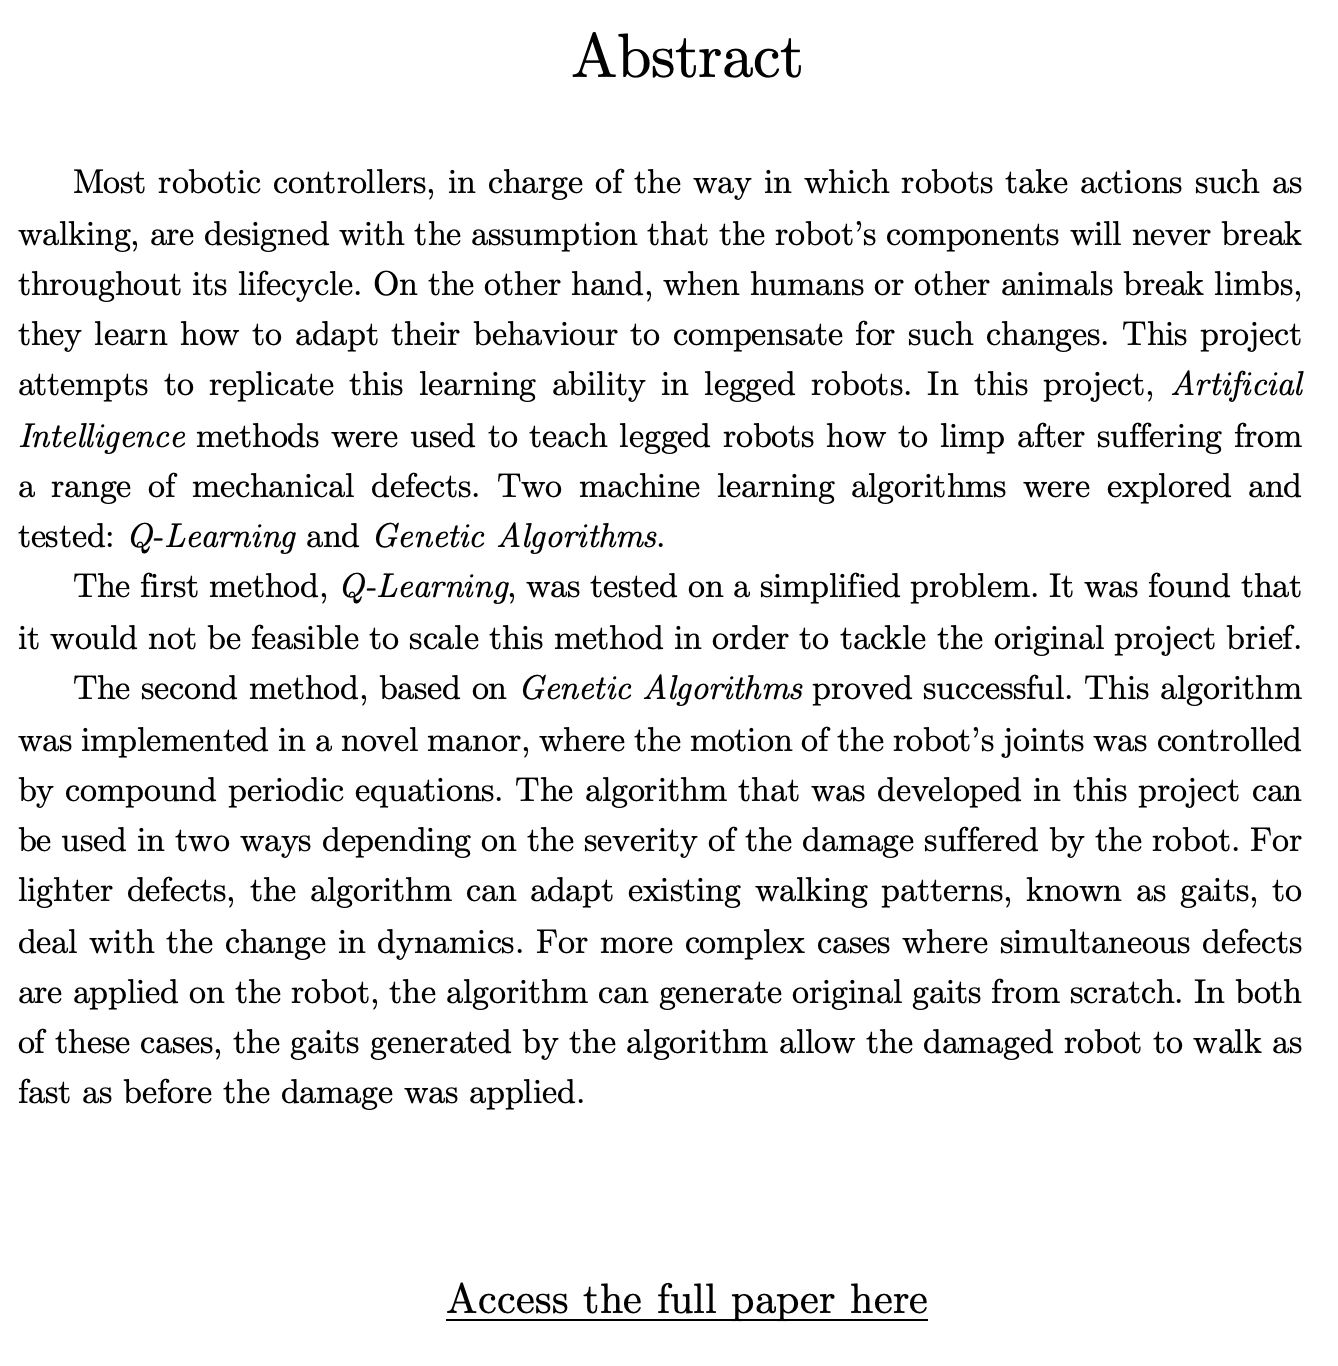 Abstract
Most robotic controllers, in charge of the way in which robots take actions such as
walking, are designed with the assumption that the robot's components will never break
throughout its lifecycle. On the other hand, when humans or other animals break limbs,
they learn how to adapt their behaviour to compensate for such changes. This project
attempts to replicate this learning ability in legged robots. In this project, Artificial
Intelligence methods were used to teach legged robots how to limp after suffering from
a range of mechanical defects. Two machine learning algorithms were explored and
tested: Q-Learning and Genetic Algorithms.
The first method, Q-Learning, was tested on a simplified problem. It was found that
it would not be feasible to scale this method in order to tackle the original project brief.
The second method, based on Genetic Algorithms proved successful. This algorithm
was implemented in a novel manor, where the motion of the robot's joints was controlled
by compound periodic equations. The algorithm that was developed in this project can
be used in two ways depending on the severity of the damage suffered by the robot. For
lighter defects, the algorithm can adapt existing walking patterns, known as gaits, to
deal with the change in dynamics. For more complex cases where simultaneous defects
are applied on the robot, the algorithm can generate original gaits from scratch. In both
of these cases, the gaits generated by the algorithm allow the damaged robot to walk as
fast as before the damage was applied.
Access the full paper here